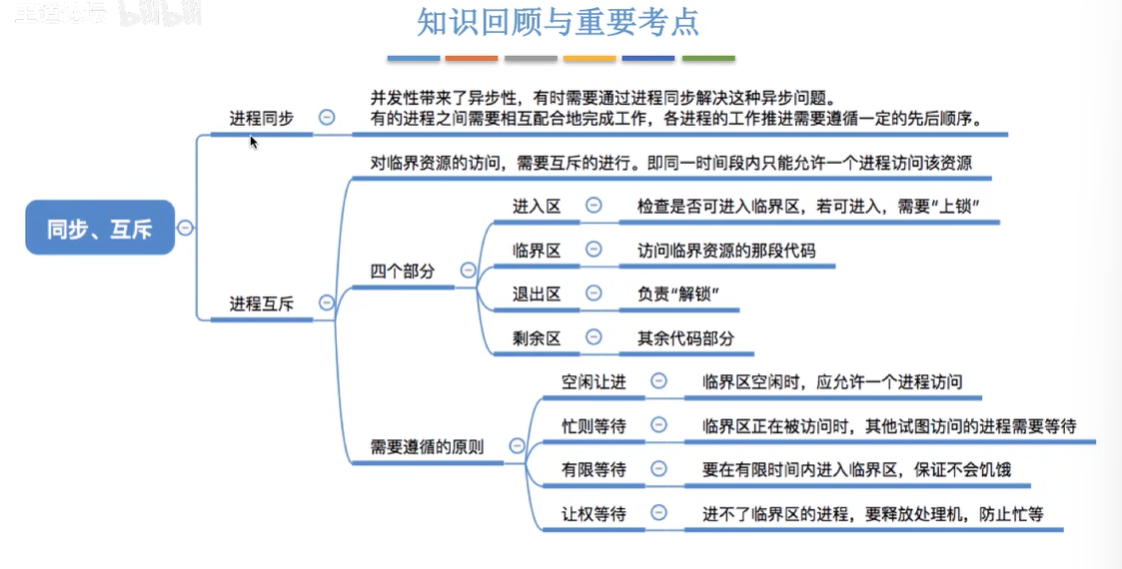 知识回顾与重要考点
并发性带来了异步性，有时需要通过进程同步解决这种异步问题。
进程同步
有的进程之间需要相互配合地完成工作，各进程的工作推进需要遵循一定的先后顺序。
对临界资源的访问，需要互斥的进行。即同一时间段内只能允许一个进程访问该资源
进入区
检查是否可进入临界区，若可进入，需要“上锁”
同步、互斥
临界区
访问临界资源的那段代码
四个部分
退出区
负责“解锁”
进程互斥
剩余区
其余代码部分
空闲让进
临界区空闲时，应允许一个进程访问
忙则等待
临界区正在被访问时，其他试图访问的进程需要等待
需要遵循的原则
有限等待
要在有限时间内进入临界区，保证不会饥饿
让权等待
进不了临界区的进程，要释放处理机，防止忙等